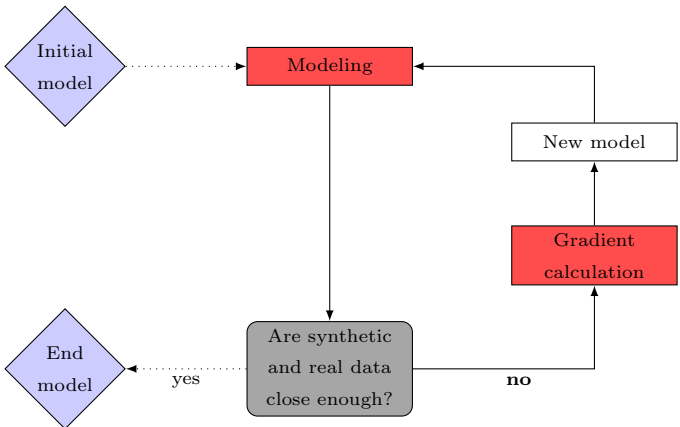 Initial
model
Modeling
New model
Gradient
calculation
Are synthetic
and real data
close enough?
End
model
yes
no